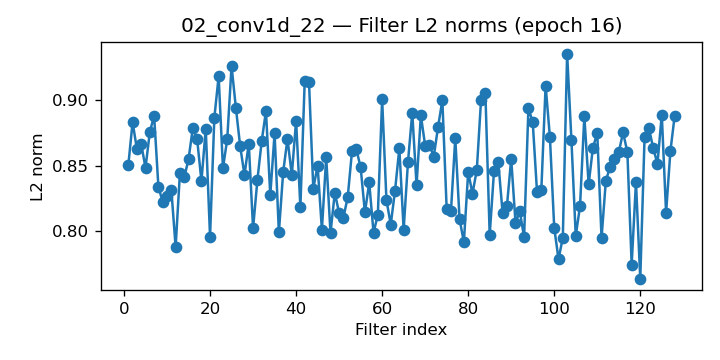 02_conv1d_22 — Filter L2 norms (epoch 16)
L2 norm
0.90
0.85
0.80
0 20 40 60 80 100 120
Filter index